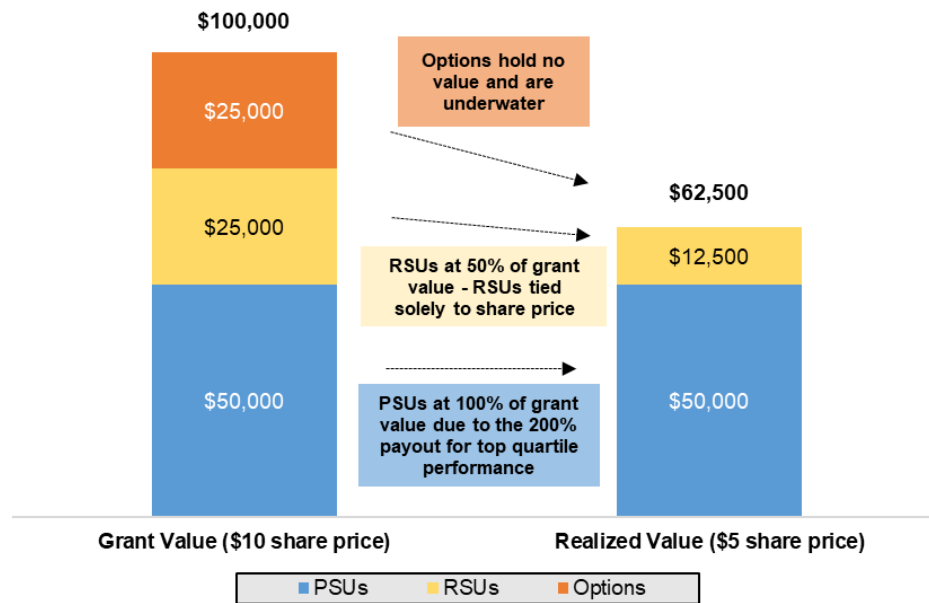 $100,000
$25,000
$25,000
$50,000
Options hold no
value and are
underwater
RSUs at 50% of grant
value - RSUs tied
solely to share price
PSUs at 100% of grant
value due to the 200%
payout for top quartile
performance
$62,500
$12,500
$50,000
Grant Value ($10 share price)
Realized Value ($5 share price)
PSUs
RSUs
Options